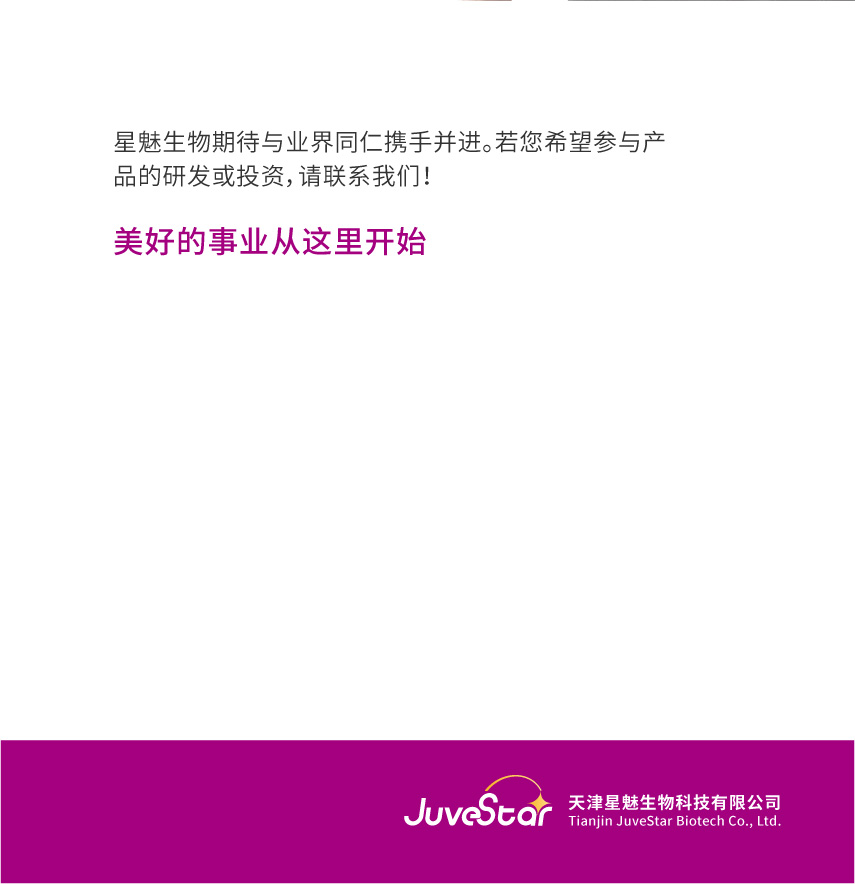 星魅生物期待与业界同仁携手并进。若您希望参与产
品的研发或投资，请联系我们！
美好的事业从这里开始
JuveStar
天津星魅生物科技有限公司
Tianjin JuveStar Biotech Co., Ltd.